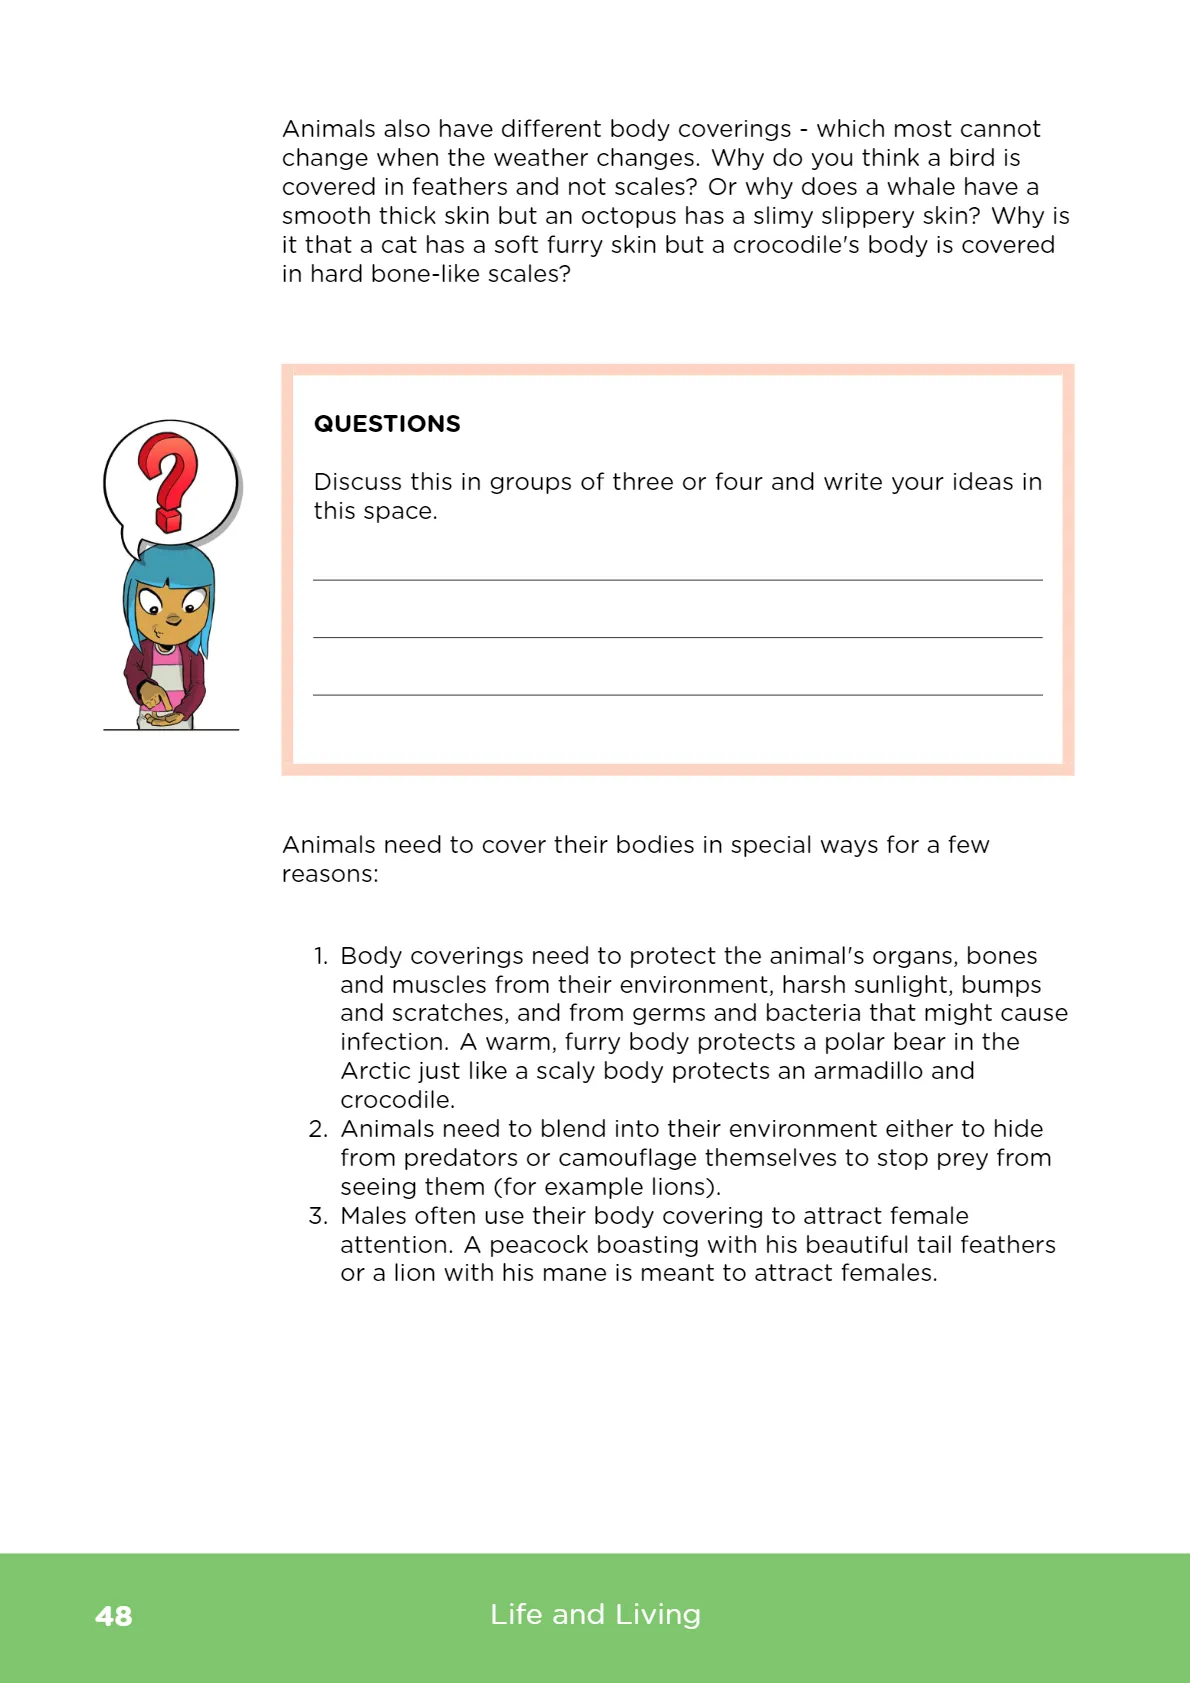 Animals also have different body coverings - which most cannot
change when the weather changes. Why do you think a bird is
covered in feathers and not scales? Or why does a whale have a
smooth thick skin but an octopus has a slimy slippery skin? Why is
it that a cat has a soft furry skin but a crocodile's body is covered
in hard bone-like scales?
?
QUESTIONS
Discuss this in groups of three or four and write your ideas in
this space.
Animals need to cover their bodies in special ways for a few
reasons:
1. Body coverings need to protect the animal's organs, bones
and muscles from their environment, harsh sunlight, bumps
and scratches, and from germs and bacteria that might cause
infection. A warm, furry body protects a polar bear in the
Arctic just like a scaly body protects an armadillo and
crocodile.
2. Animals need to blend into their environment either to hide
from predators or camouflage themselves to stop prey from
seeing them (for example lions).
3. Males often use their body covering to attract female
attention. A peacock boasting with his beautiful tail feathers
or a lion with his mane is meant to attract females.
48 Life and Living